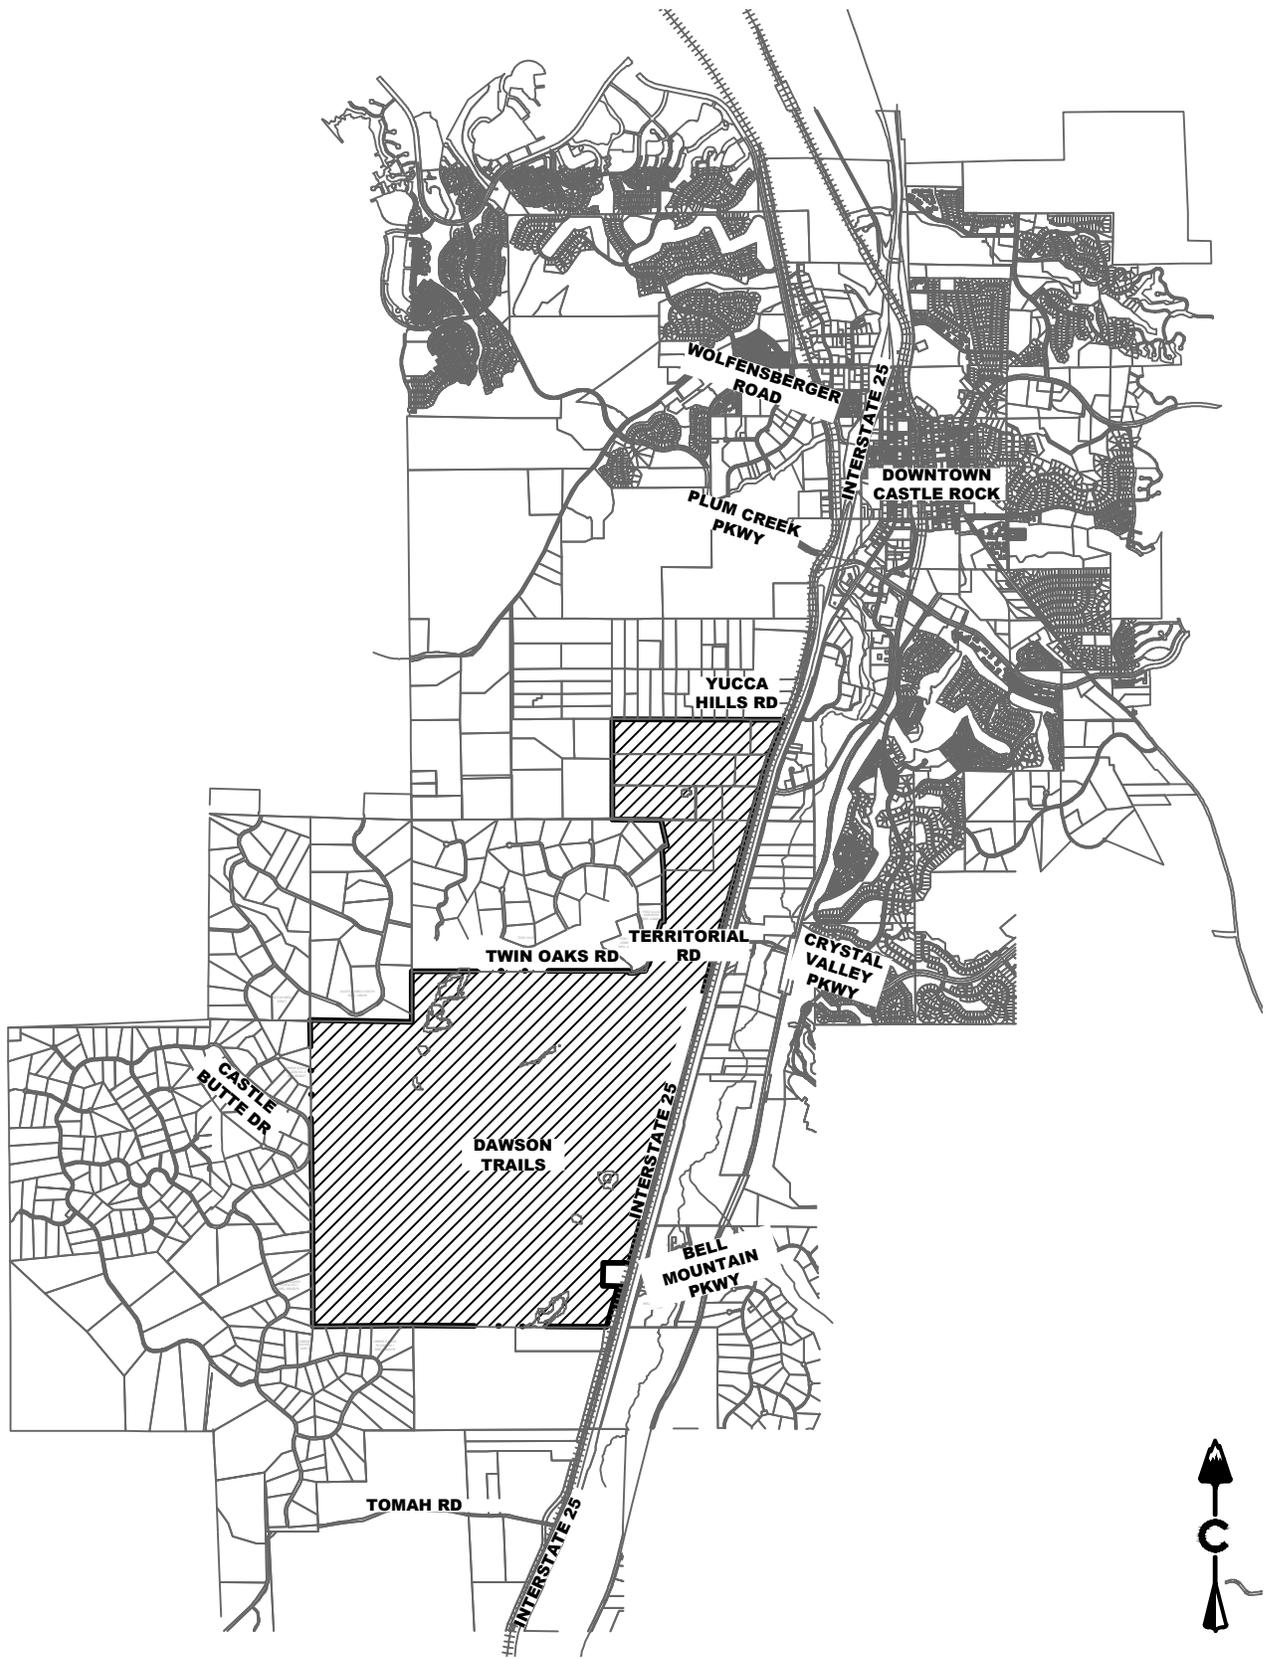 WOLFENSBERGER
ROAD
INTERSTATE 25
DOWNTOWN
CASTLE ROCK
PLUM CREEK
PKWY
YUCCA
HILLS RD
TWIN OAKS RD
TERRITORIAL
RD
CRYSTAL
VALLEY
PKWY
CASTLE
BUTTE DR
DAWSON
TRAILS
INTERSTATE 25
BELL
MOUNTAIN
PKWY
TOMAH RD
INTERSTATE 25
C